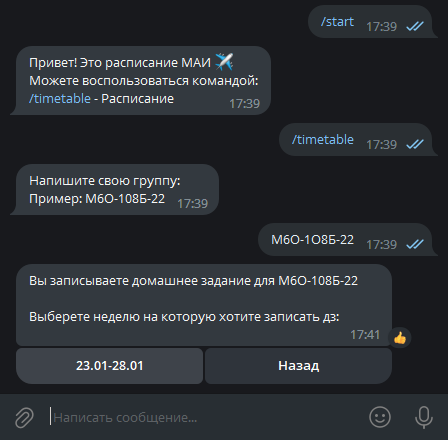 /start
17:39
Привет! Это расписание МАИ ✈️
Можете воспользоваться командой:
/timetable - Расписание
17:39
/timetable
17:39
Напишите свою группу:
Пример: М6О-108Б-22
17:39
М6О-1О8Б-22
17:39
Вы записываете домашнее задание для М6О-108Б-22
Выберете неделю на которую хотите записать дз:
17:41
👍
23.01-28.01
Назад
Написать сообщение...